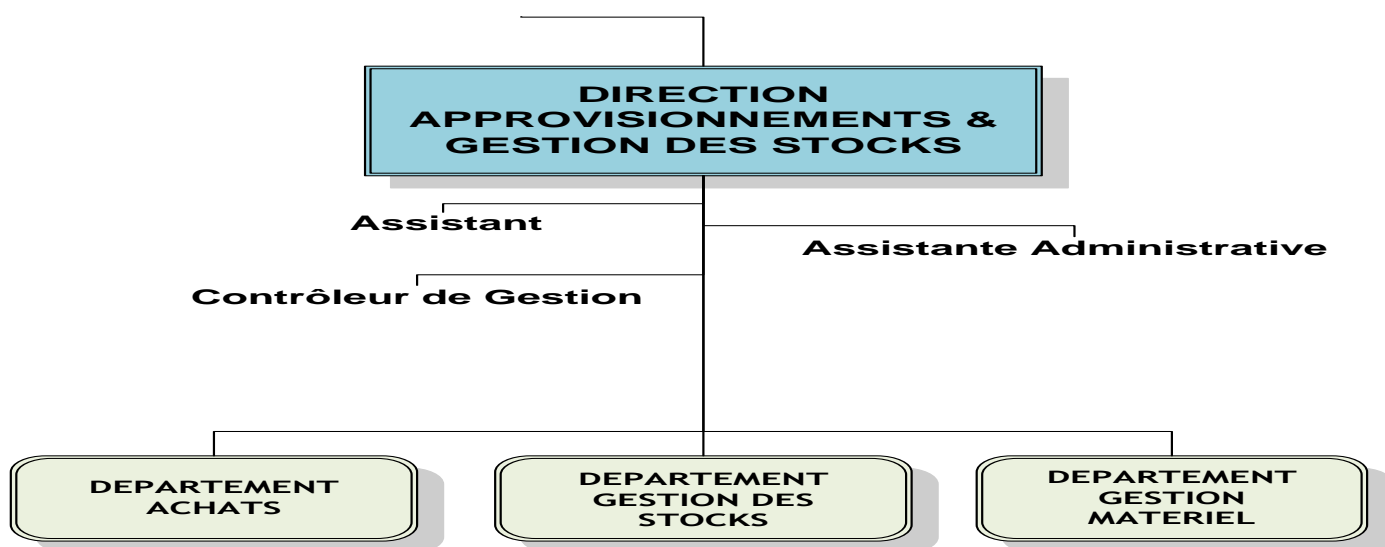 DIRECTION
APPROVISIONNEMENTS &
GESTION DES STOCKS
Assistant
Assistante Administrative
Contrôleur de Gestion
DEPARTEMENT
ACHATS
DEPARTEMENT
GESTION DES
STOCKS
DEPARTEMENT
GESTION
MATERIEL